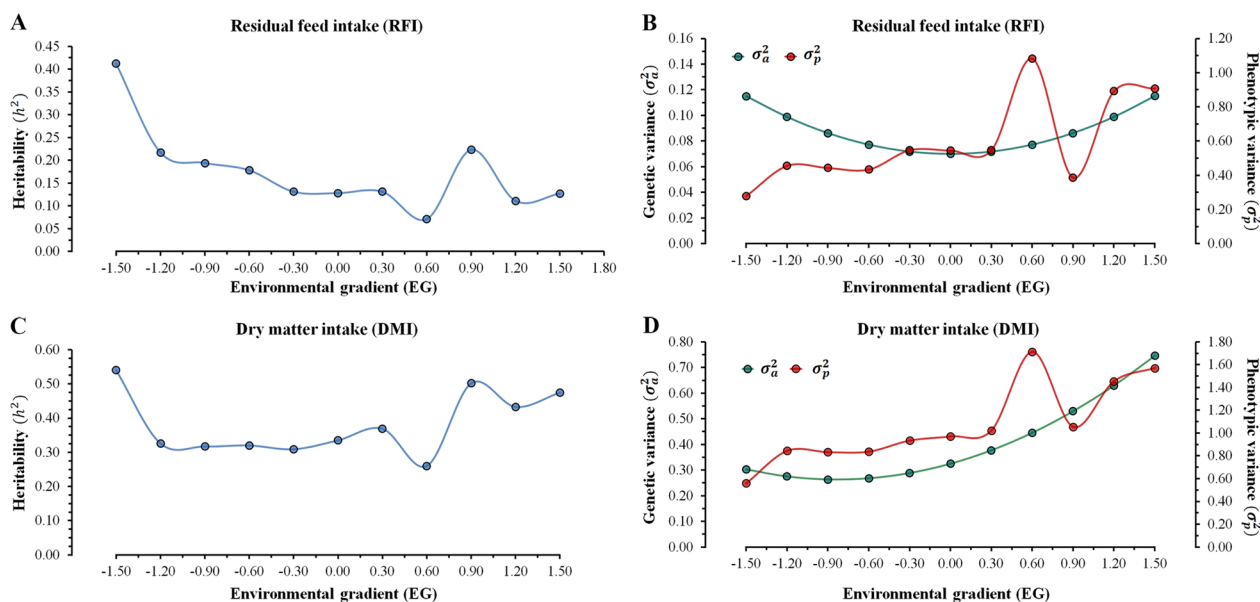 A
Residual feed intake (RFI)
Heritability (h²)
0.45
0.40
0.35
0.30
0.25
0.20
0.15
0.10
0.05
0.00
-1.50 -1.20 -0.90 -0.60 -0.30 0.00 0.30 0.60 0.90 1.20 1.50 1.80
Environmental gradient (EG)
B
Residual feed intake (RFI)
σ²a σ²p
Genetic variance (σ²a)
0.16
0.14
0.12
0.10
0.08
0.06
0.04
0.02
0.00
1.20
1.00
0.80
0.60
0.40
0.20
0.00
Phenotypic variance (σ²p)
-1.50 -1.20 -0.90 -0.60 -0.30 0.00 0.30 0.60 0.90 1.20 1.50
Environmental gradient (EG)
C
Dry matter intake (DMI)
Heritability (h²)
0.60
0.50
0.40
0.30
0.20
0.10
0.00
-1.50 -1.20 -0.90 -0.60 -0.30 0.00 0.30 0.60 0.90 1.20 1.50
Environmental gradient (EG)
D
Dry matter intake (DMI)
σ²a σ²p
Genetic variance (σ²a)
0.80
0.70
0.60
0.50
0.40
0.30
0.20
0.10
0.00
1.80
1.60
1.40
1.20
1.00
0.80
0.60
0.40
0.20
0.00
Phenotypic variance (σ²p)
-1.50 -1.20 -0.90 -0.60 -0.30 0.00 0.30 0.60 0.90 1.20 1.50
Environmental gradient (EG)